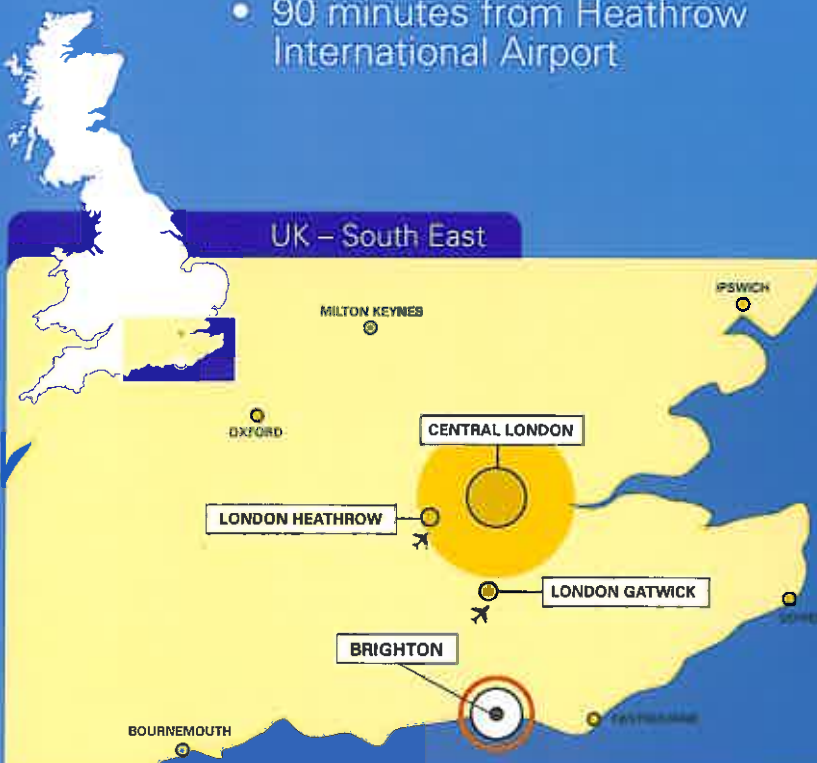 • 90 minutes from Heathrow
International Airport
UK – South East
IPSWICH
MILTON KEYNES
OXFORD
CENTRAL LONDON
LONDON HEATHROW
LONDON GATWICK
BRIGHTON
BOURNEMOUTH